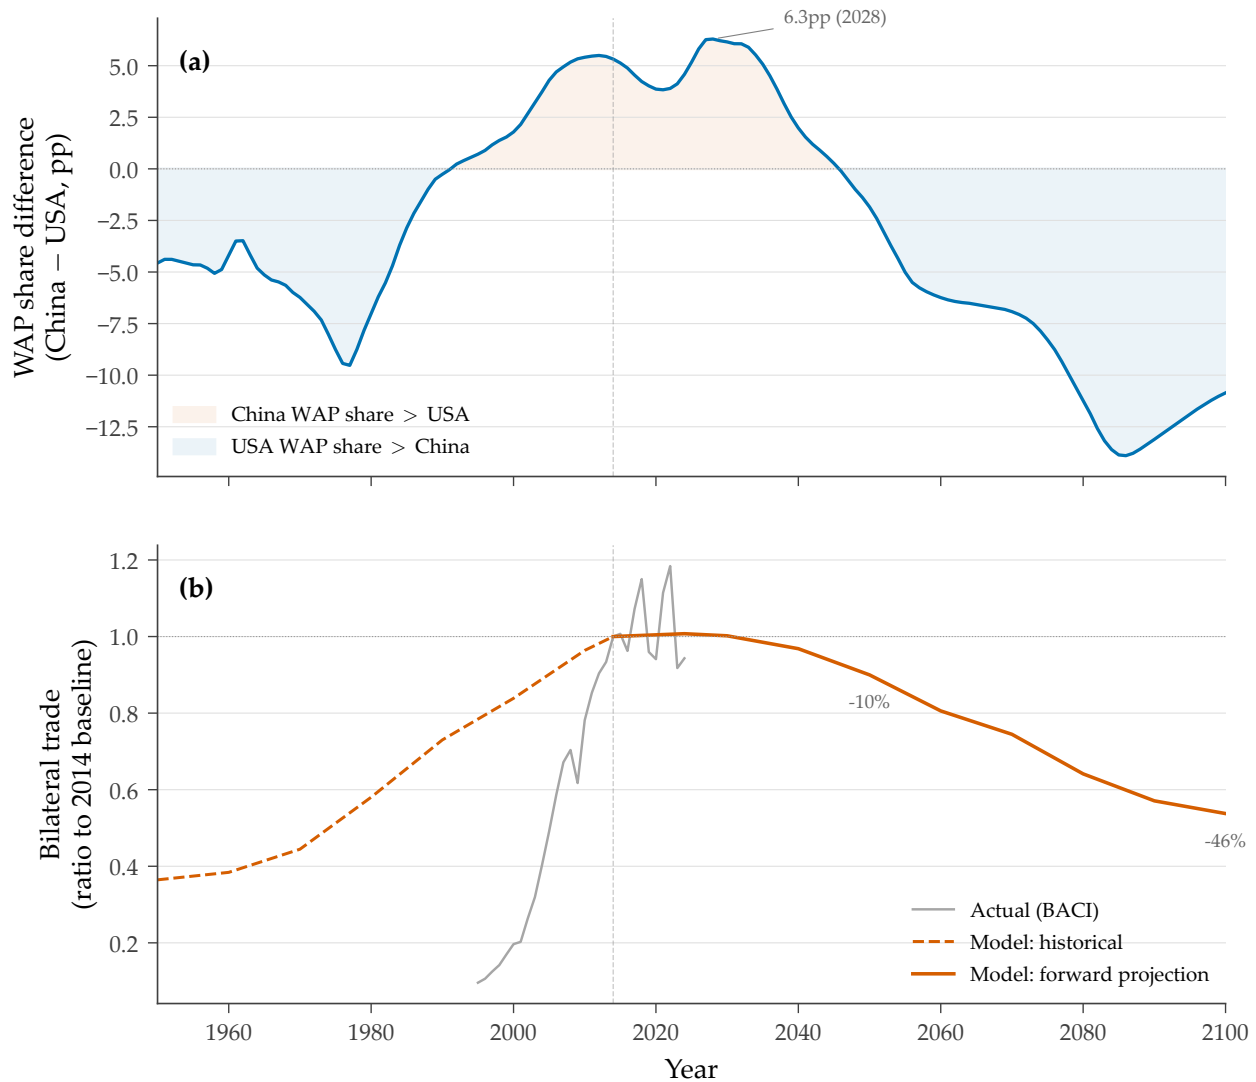 6.3pp (2028)
(a)
5.0
2.5
0.0
−2.5
−5.0
−7.5
−10.0
−12.5
WAP share difference
(China − USA, pp)
China WAP share > USA
USA WAP share > China
(b)
1.2
1.0
0.8
0.6
0.4
0.2
Bilateral trade
(ratio to 2014 baseline)
-10%
-46%
Actual (BACI)
Model: historical
Model: forward projection
1960 1980 2000 2020 2040 2060 2080 2100
Year